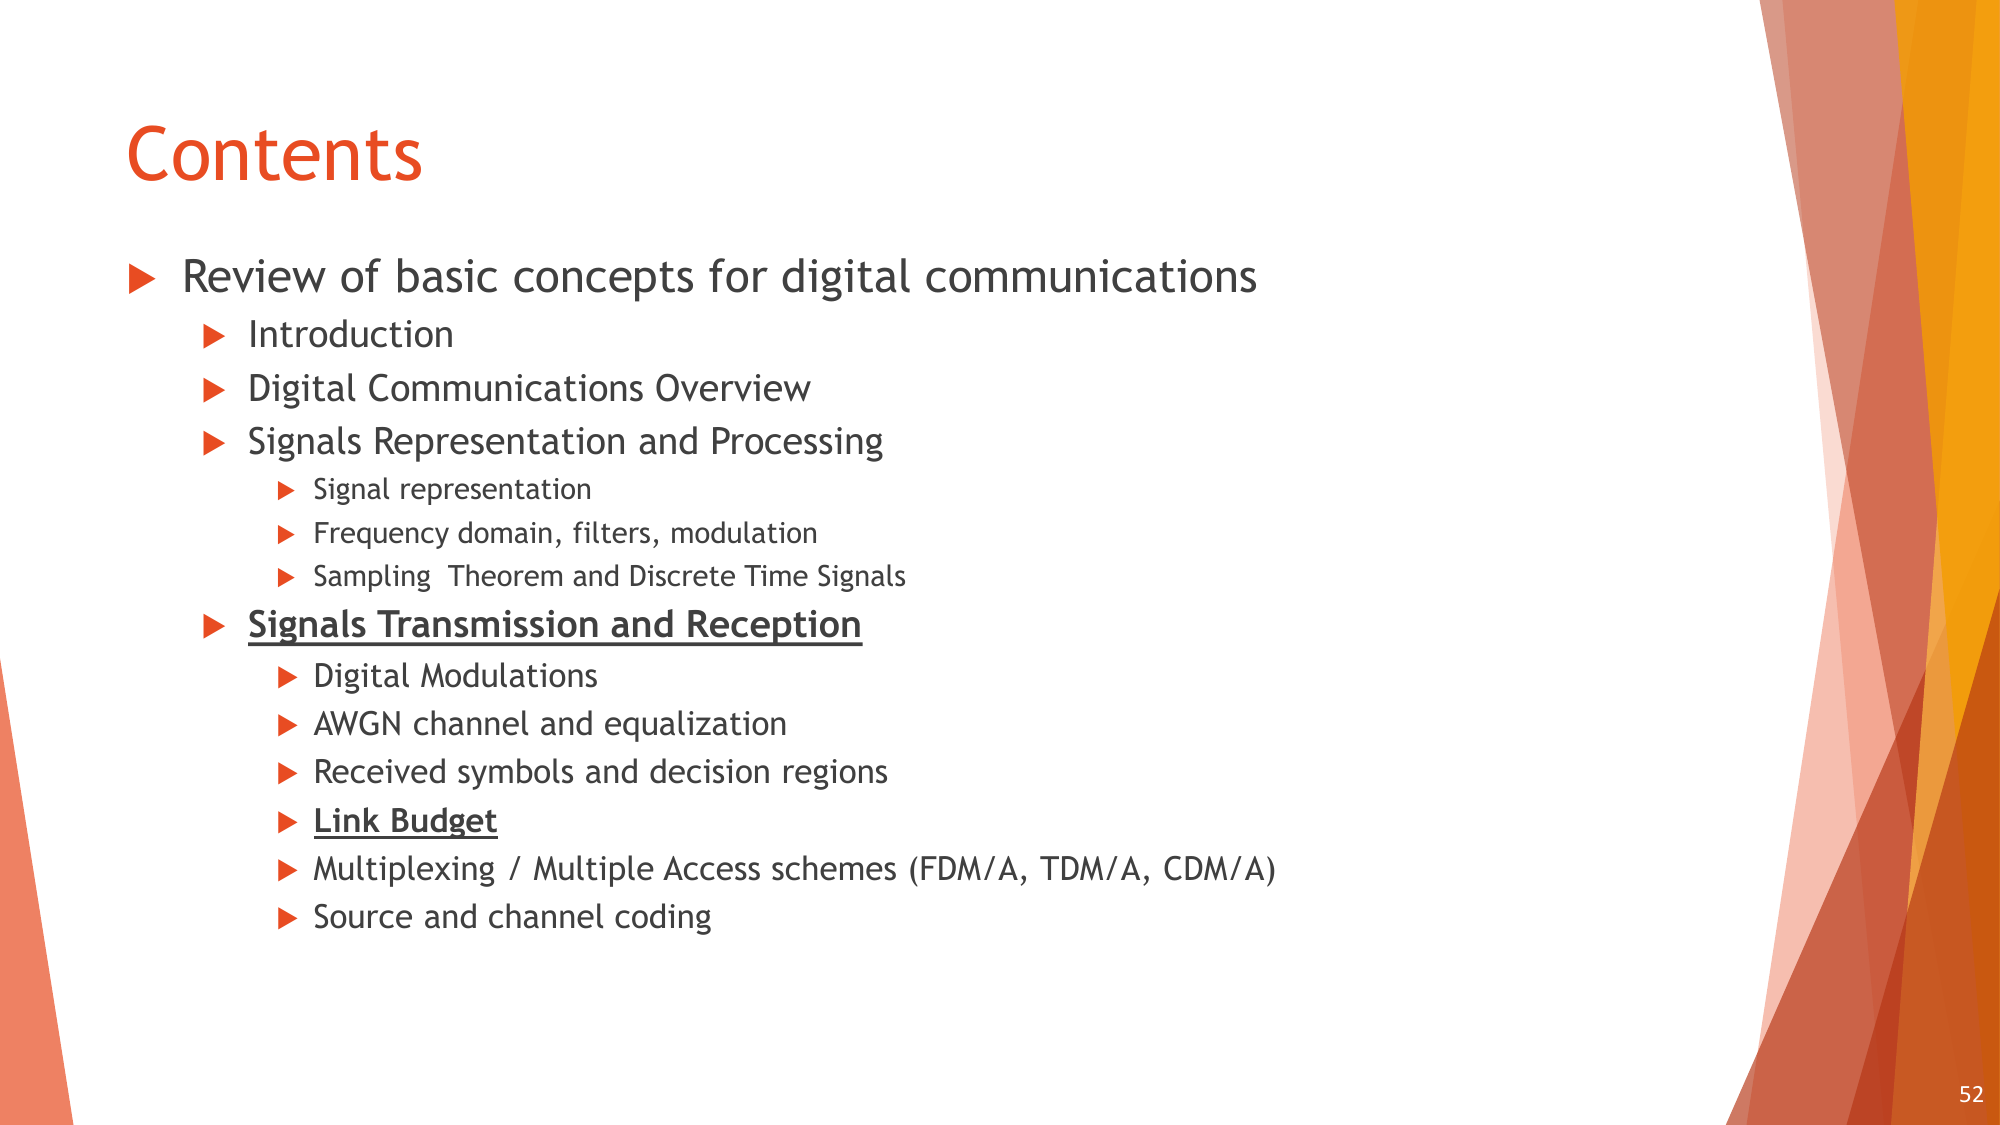 Contents
Review of basic concepts for digital communications
Introduction
Digital Communications Overview
Signals Representation and Processing
Signal representation
Frequency domain, filters, modulation
Sampling  Theorem and Discrete Time Signals
Signals Transmission and Reception
Digital Modulations
AWGN channel and equalization
Received symbols and decision regions
Link Budget
Multiplexing / Multiple Access schemes (FDM/A, TDM/A, CDM/A)
Source and channel coding
52